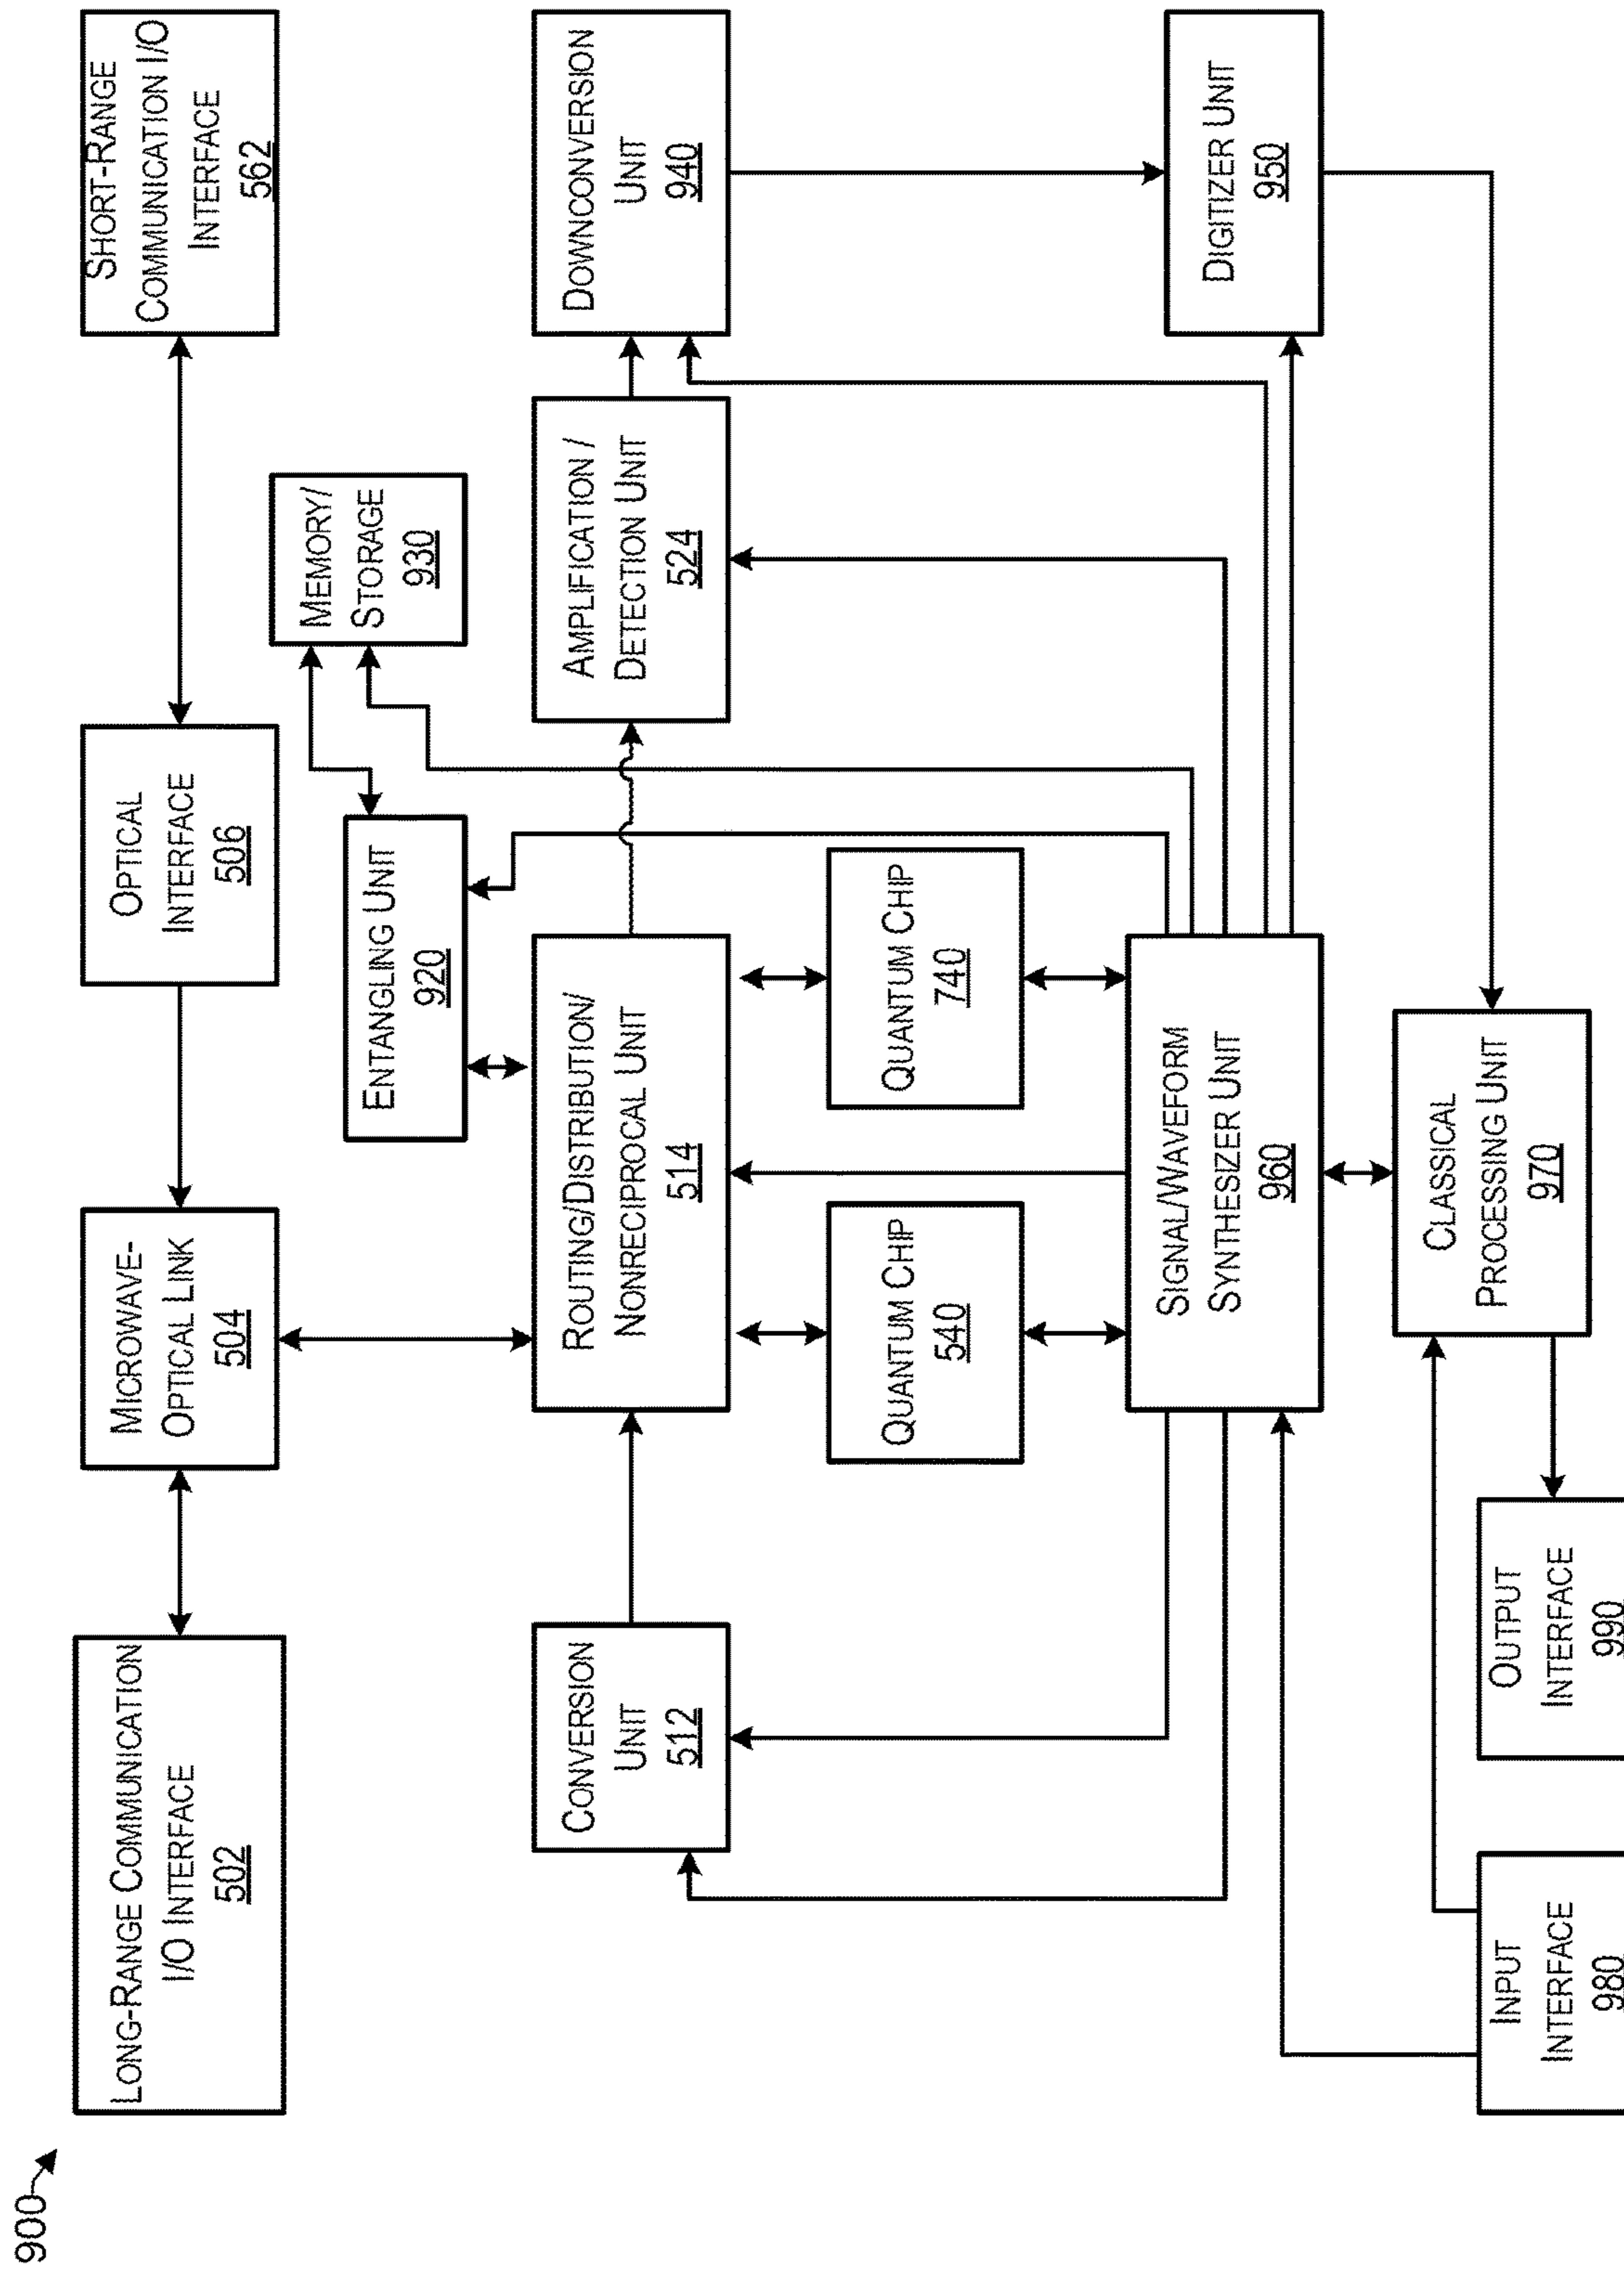 900
LONG-RANGE COMMUNICATION
I/O INTERFACE
502
MICROWAVE-
OPTICAL LINK
504
OPTICAL
INTERFACE
506
SHORT-RANGE
COMMUNICATION I/O
INTERFACE
562
ENTANGLING UNIT
920
MEMORY/
STORAGE
930
CONVERSION
UNIT
512
ROUTING/DISTRIBUTION/
NONRECIPROCAL UNIT
514
AMPLIFICATION /
DETECTION UNIT
524
DOWNCONVERSION
UNIT
940
QUANTUM CHIP
540
QUANTUM CHIP
740
SIGNAL/WAVEFORM
SYNTHESIZER UNIT
960
DIGITIZER UNIT
950
CLASSICAL
PROCESSING UNIT
970
INPUT
INTERFACE
980
OUTPUT
INTERFACE
990